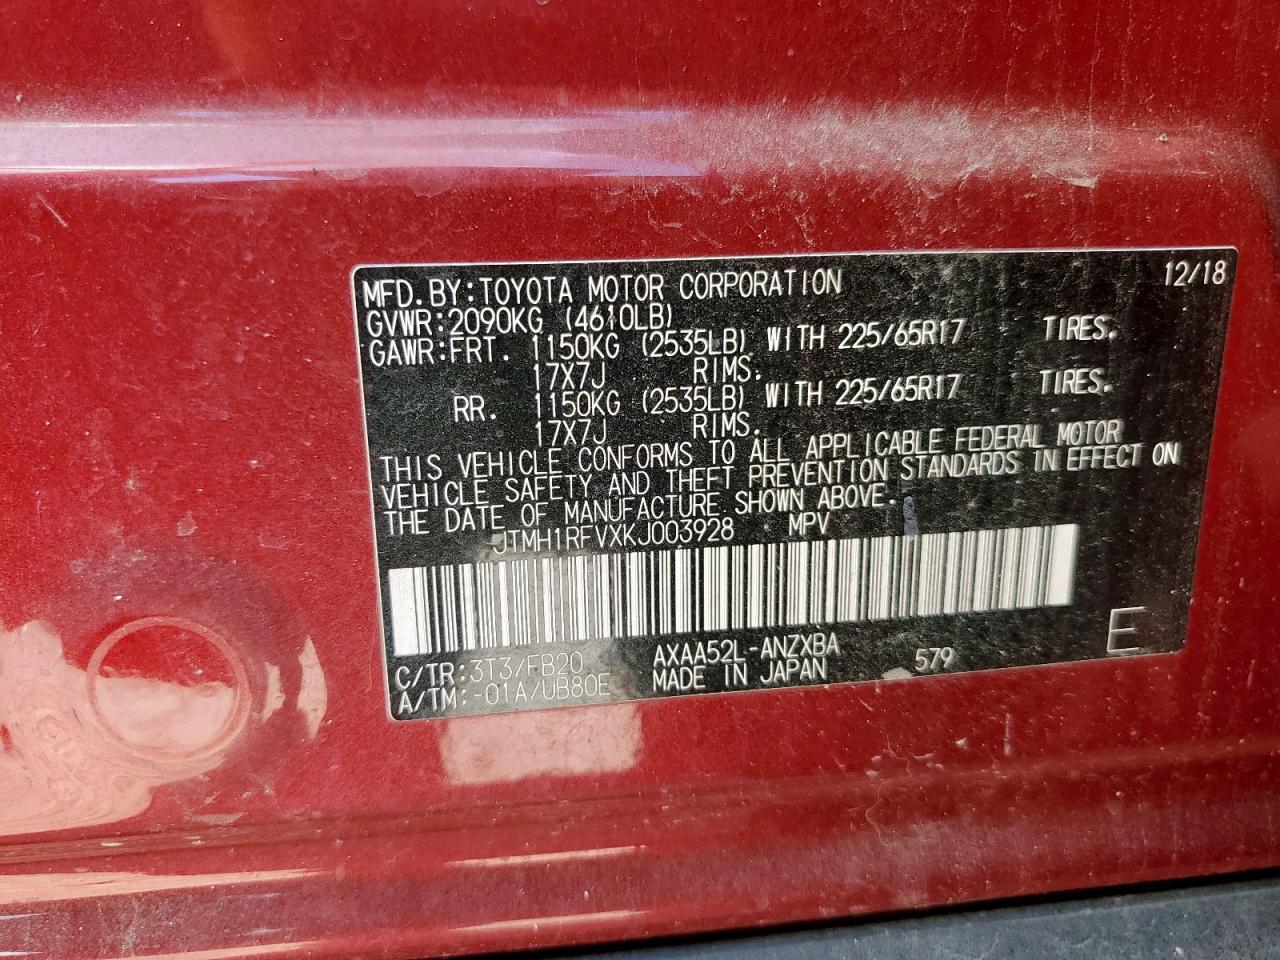 MFD. BY:TOYOTA MOTOR CORPORATION 12/18
GVWR:2090KG (4610LB)
GAWR:FRT. 1150KG (2535LB) WITH 225/65R17 TIRES.
17X7J RIMS.
RR. 1150KG (2535LB) WITH 225/65R17 TIRES.
17X7J RIMS.
THIS VEHICLE CONFORMS TO ALL APPLICABLE FEDERAL MOTOR
VEHICLE SAFETY AND THEFT PREVENTION STANDARDS IN EFFECT ON
THE DATE OF MANUFACTURE SHOWN ABOVE.
JTMH1RFVXKJ003928 MPV
C/TR:3T3/FB20 AXAA52L-ANZXBA 579 E
A/TM:-01A/UB80E MADE IN JAPAN